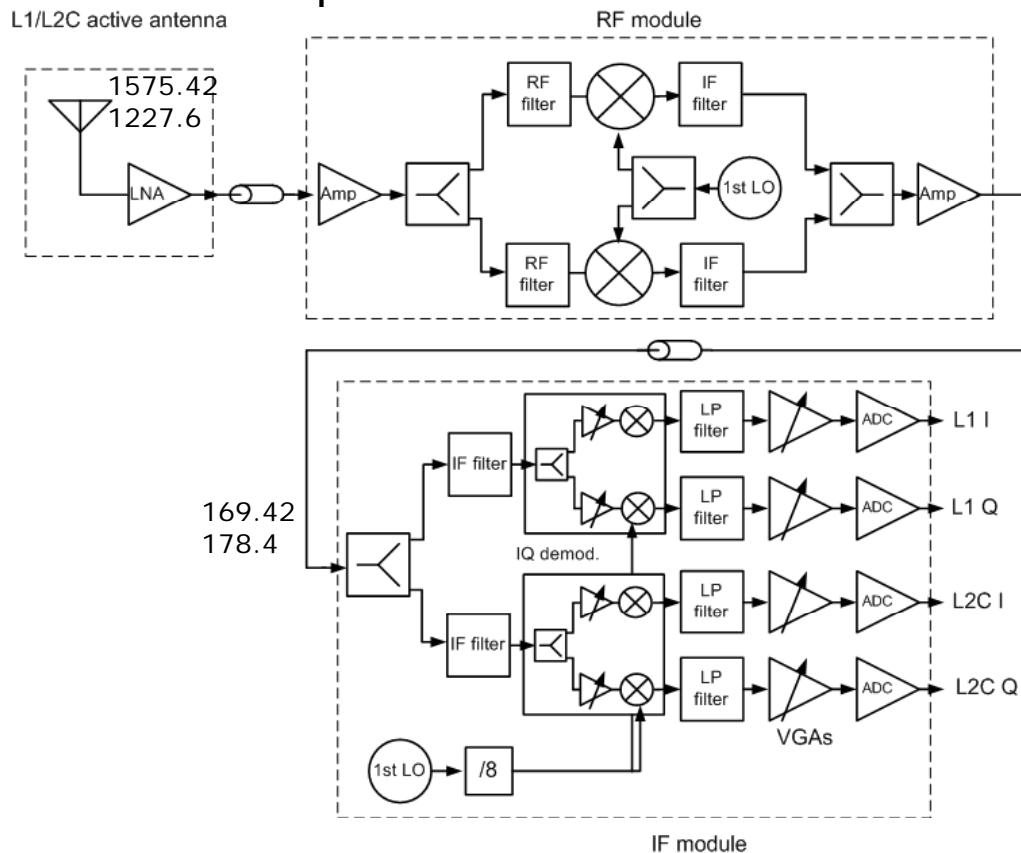 L1/L2C active antenna
RF module
1575.42
1227.6
LNA
Amp
RF
filter
IF
filter
1st LO
Amp
RF
filter
IF
filter
169.42
178.4
IF filter
IQ demod.
LP
filter
ADC
L1 I
LP
filter
ADC
L1 Q
IF filter
LP
filter
ADC
L2C I
LP
filter
ADC
L2C Q
VGAs
1st LO
/8
IF module